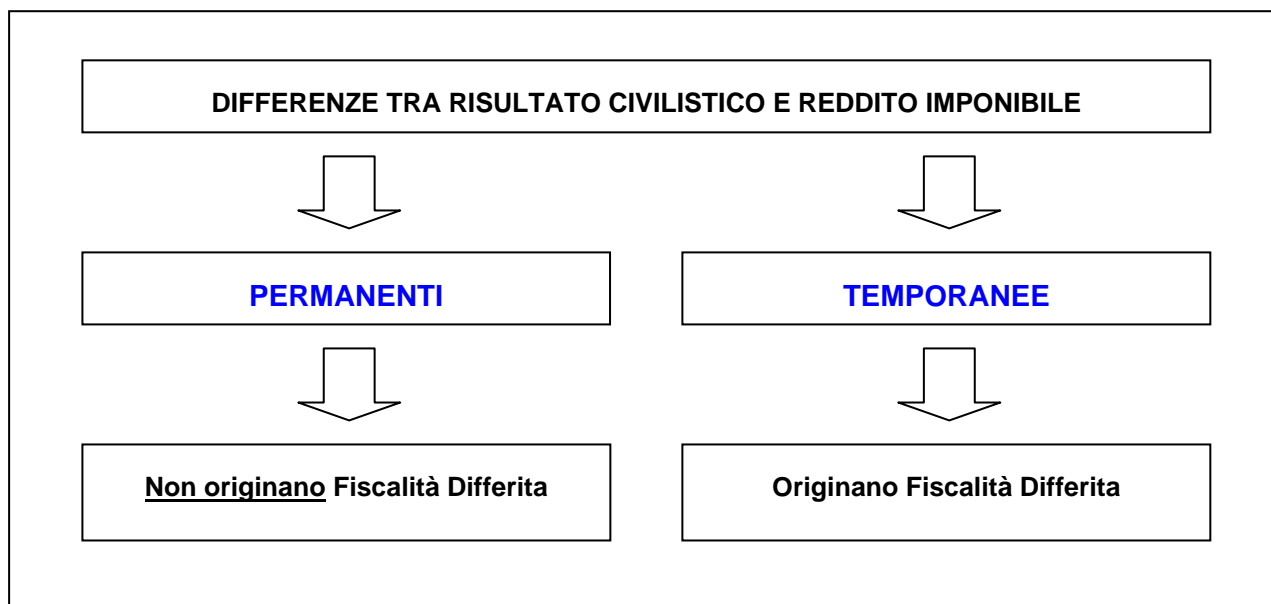 DIFFERENZE TRA RISULTATO CIVILISTICO E REDDITO IMPONIBILE
PERMANENTI
TEMPORANEE
Non originano Fiscalità Differita
Originano Fiscalità Differita